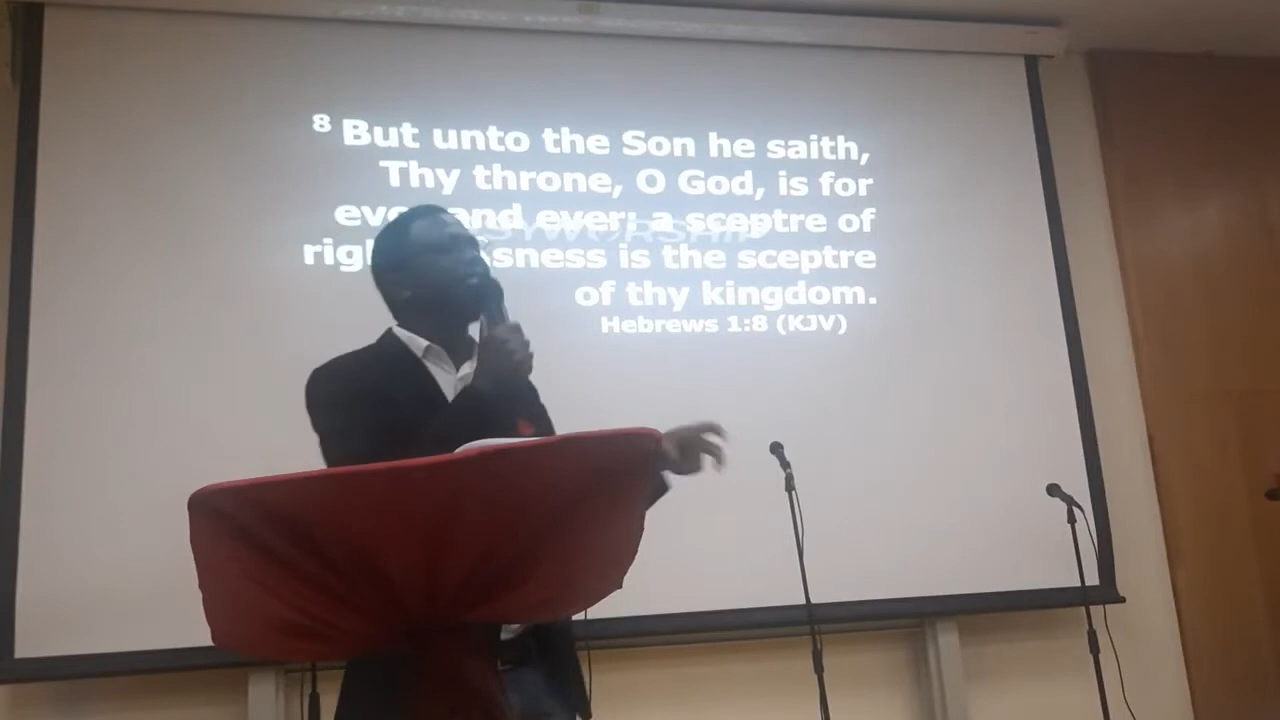 8 But unto the Son he saith,
Thy throne, O God, is for
and ever: a sceptre of
is the sceptre
of thy kingdom.
Hebrews 1:8 (KJV)